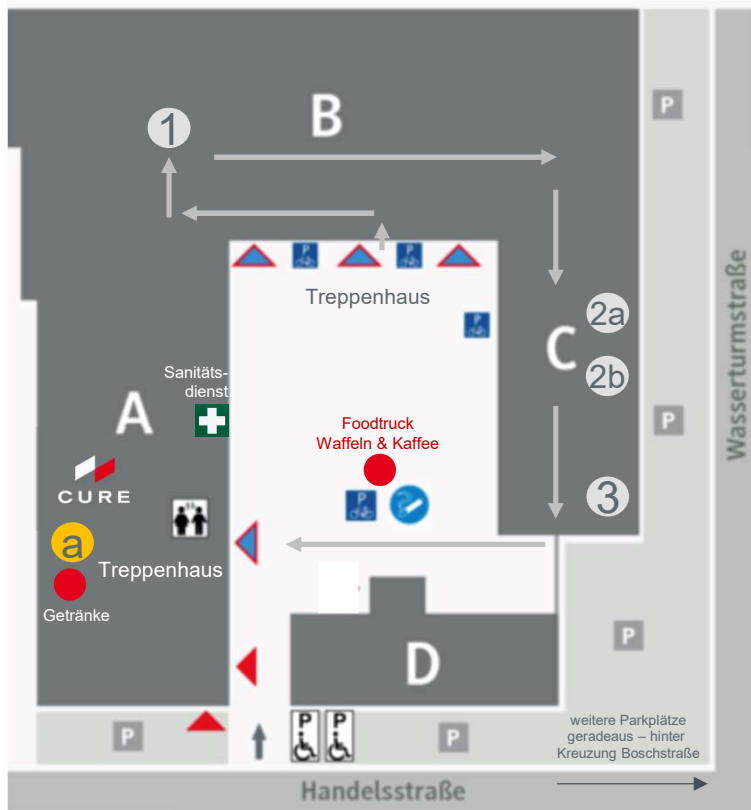 B
P
1
P
P
Treppenhaus
P
2a
C
Wasserturmstraße
Sanitäts-
dienst
2b
A
Foodtruck
Waffeln & Kaffee
P
CURE
3
P
a
Treppenhaus
Getränke
P
D
P
P
P
P
weitere Parkplätze
geradeaus – hinter
Kreuzung Boschstraße
Handelsstraße